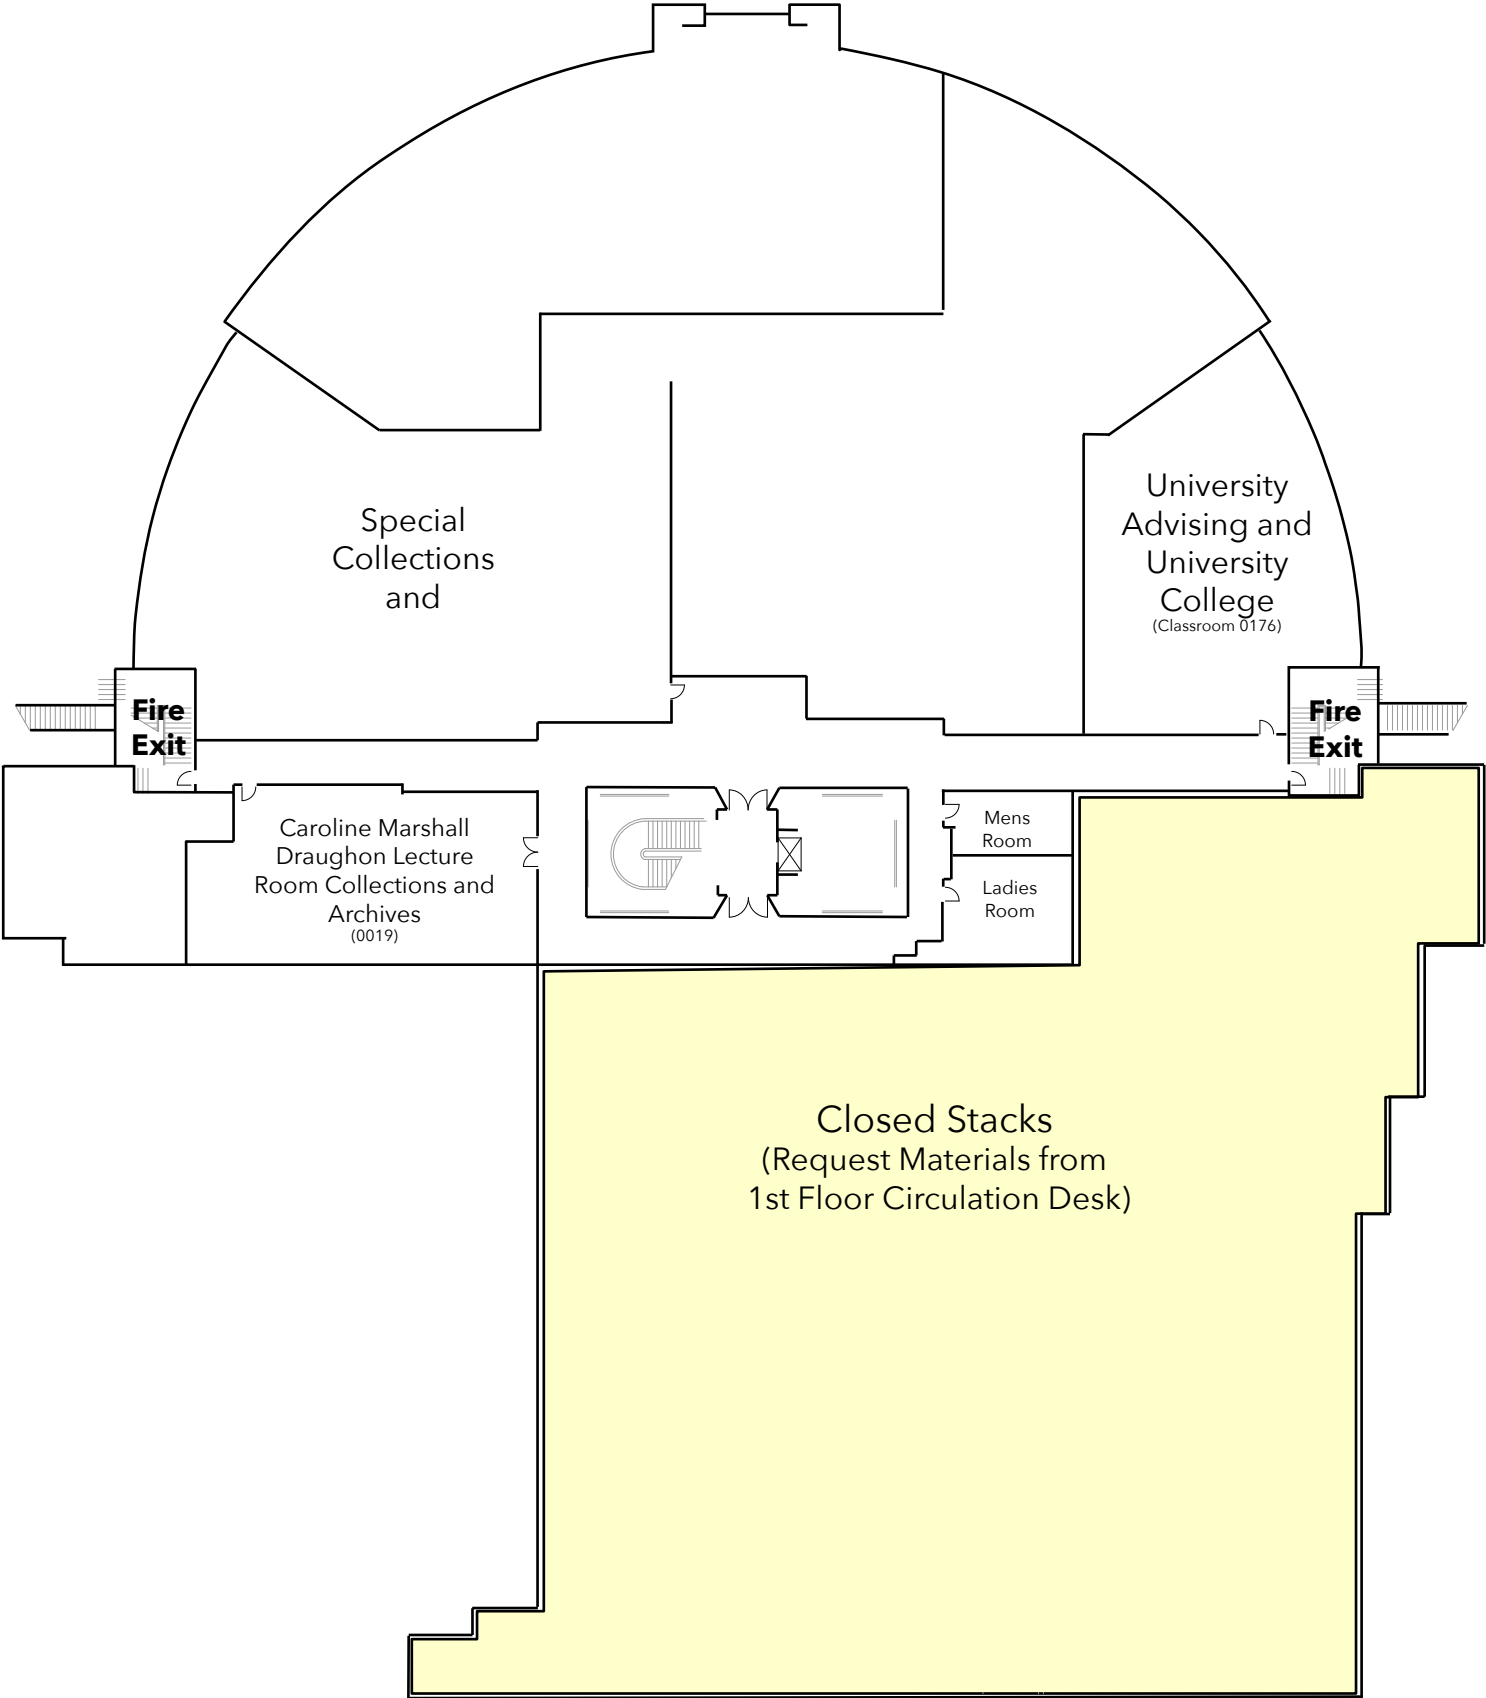 Special
Collections
and
University
Advising and
University
College
(Classroom 0176)
Fire
Exit
Fire
Exit
Caroline Marshall
Draughon Lecture
Room Collections and
Archives
(0019)
Mens
Room
Ladies
Room
Closed Stacks
(Request Materials from
1st Floor Circulation Desk)